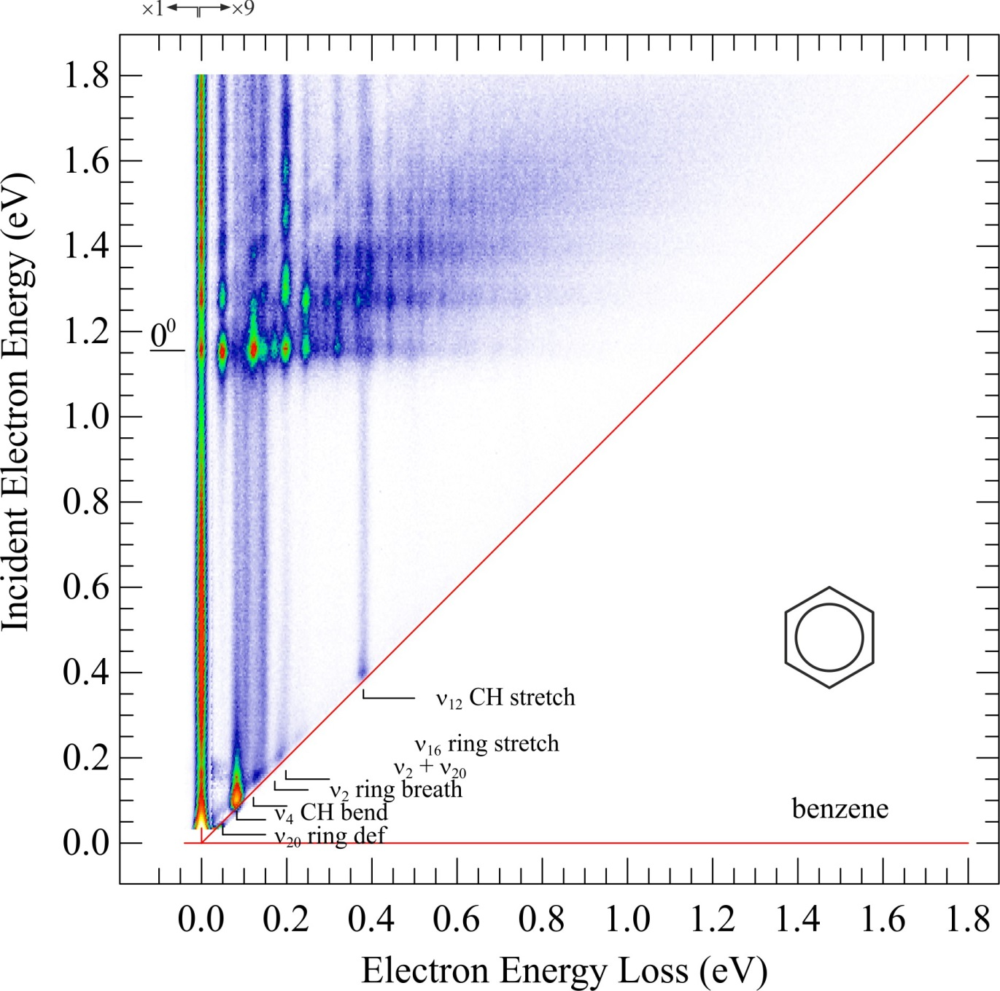 ×1 ×9
Incident Electron Energy (eV)
1.8
1.6
1.4
1.2
0⁰
1.0
0.8
0.6
0.4
0.2
0.0
ν₁₂ CH stretch
ν₁₆ ring stretch
ν₂ + ν₂₀
ν₂ ring breath
ν₄ CH bend
ν₂₀ ring def
benzene
0.0 0.2 0.4 0.6 0.8 1.0 1.2 1.4 1.6 1.8
Electron Energy Loss (eV)